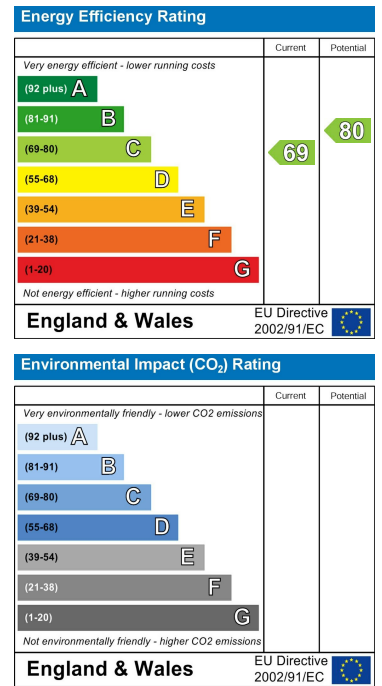 Energy Efficiency Rating
Current Potential
Very energy efficient - lower running costs
(92 plus) A
(81-91) B
(69-80) C
(55-68) D
(39-54) E
(21-38) F
(1-20) G
69
80
Not energy efficient - higher running costs
England & Wales
EU Directive
2002/91/EC
Environmental Impact (CO₂) Rating
Current Potential
Very environmentally friendly - lower CO2 emissions
(92 plus) A
(81-91) B
(69-80) C
(55-68) D
(39-54) E
(21-38) F
(1-20) G
Not environmentally friendly - higher CO2 emissions
England & Wales
EU Directive
2002/91/EC